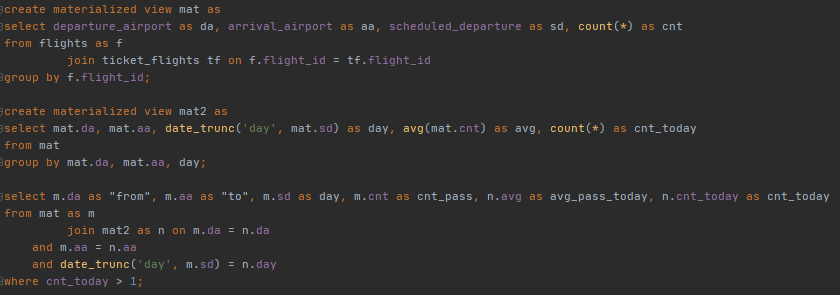 create materialized view mat as
select departure_airport as da, arrival_airport as aa, scheduled_departure as sd, count(*) as cnt
from flights as f
         join ticket_flights tf on f.flight_id = tf.flight_id
group by f.flight_id;

create materialized view mat2 as
select mat.da, mat.aa, date_trunc('day', mat.sd) as day, avg(mat.cnt) as avg, count(*) as cnt_today
from mat
group by mat.da, mat.aa, day;

select m.da as "from", m.aa as "to", m.sd as day, m.cnt as cnt_pass, n.avg as avg_pass_today, n.cnt_today as cnt_today
from mat as m
         join mat2 as n on m.da = n.da
    and m.aa = n.aa
    and date_trunc('day', m.sd) = n.day
where cnt_today > 1;